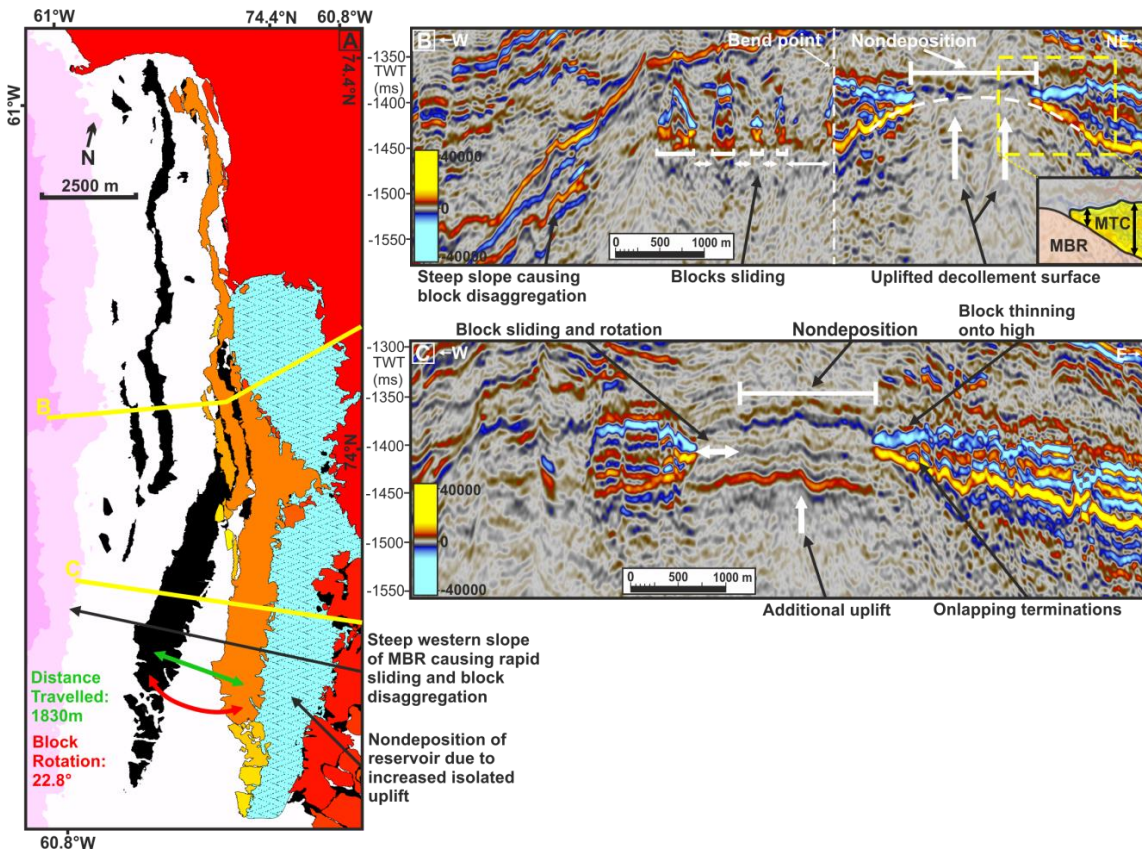 61°W
74.4°N
60.8°W
A
74.4°N
61°W
N
2500 m
B
C
74°N
Distance
Travelled:
1830m
Block
Rotation:
22.8°
60.8°W
Steep western slope
of MBR causing rapid
sliding and block
disaggregation
Nondeposition of
reservoir due to
increased isolated
uplift
B ←W
Bend point
Nondeposition
NE→
-1350
TWT
(ms)
-1400
-1450
-1500
-1550
40000
0
-40000
0 500 1000 m
0 500 1000 m
MTC
MBR
Steep slope causing
block disaggregation
Blocks sliding
Uplifted decollement surface
Block sliding and rotation
Nondeposition
Block thinning
onto high
C ←W
E→
-1300
TWT
(ms)
-1350
-1400
-1450
-1500
-1550
40000
0
-40000
0 500 1000 m
Additional uplift
Onlapping terminations